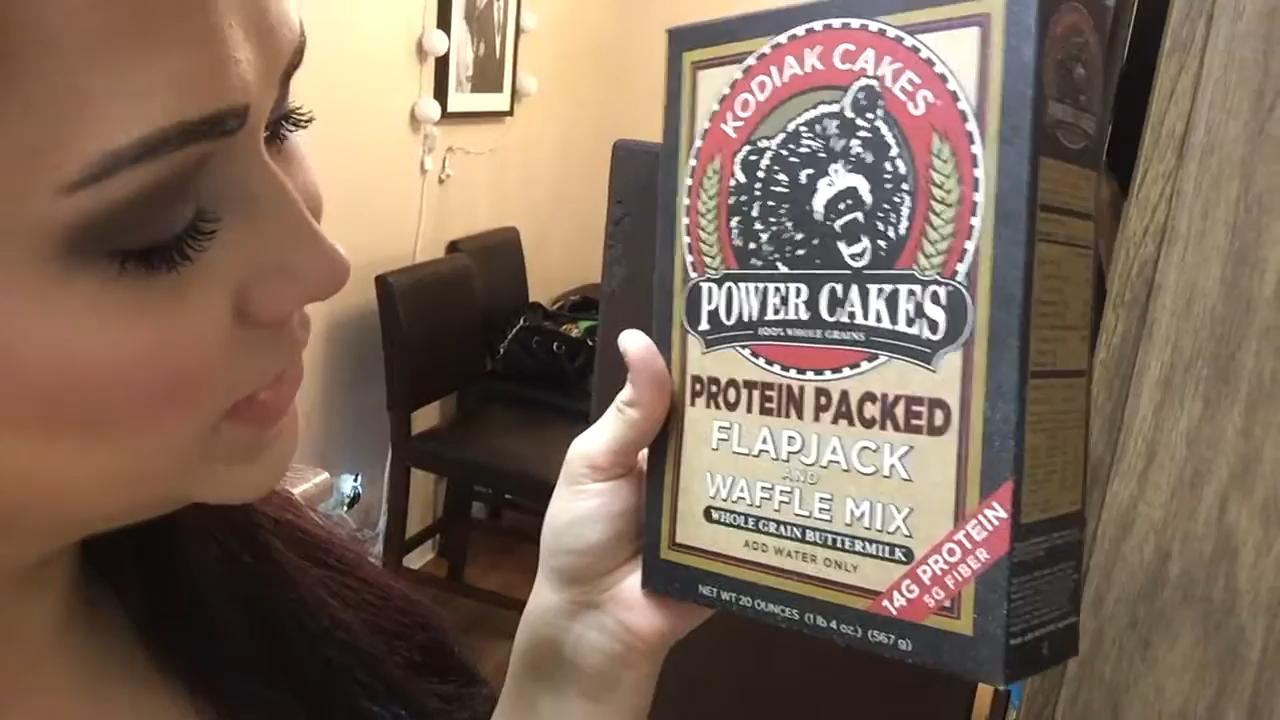 KODIAK CAKES
POWER CAKES
100% WHOLE GRAINS
PROTEIN PACKED
FLAPJACK
AND
WAFFLE MIX
WHOLE GRAIN BUTTERMILK
ADD WATER ONLY
14G PROTEIN
5G FIBER
NET WT 20 OUNCES (1 lb 4 oz.) (567 g)